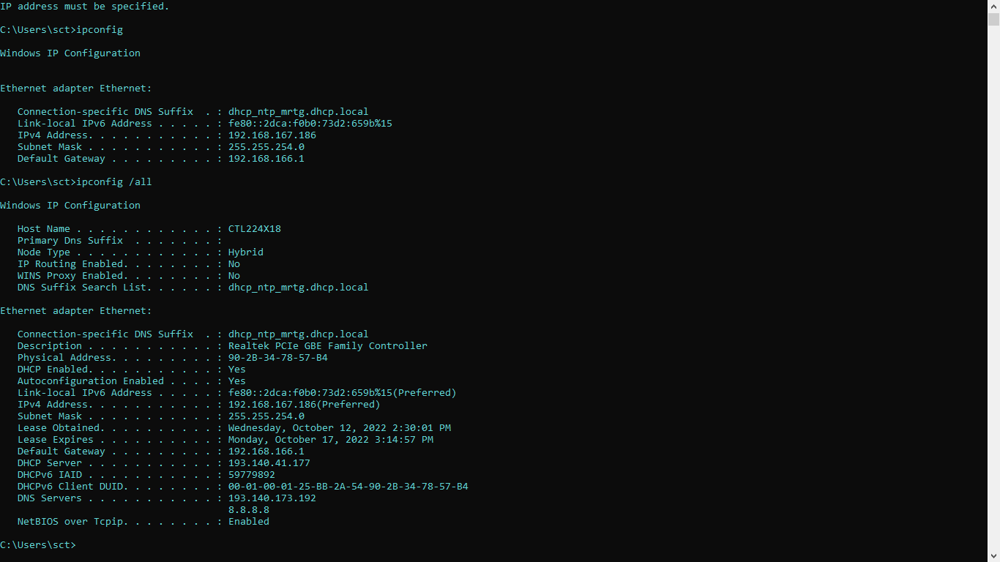 IP address must be specified.
C:\Users\sct>ipconfig
Windows IP Configuration
Ethernet adapter Ethernet:
   Connection-specific DNS Suffix  . : dhcp_ntp_mrtg.dhcp.local
   Link-local IPv6 Address . . . . . : fe80::2dca:f0b0:73d2:659b%15
   IPv4 Address. . . . . . . . . . . : 192.168.167.186
   Subnet Mask . . . . . . . . . . . : 255.255.254.0
   Default Gateway . . . . . . . . . : 192.168.166.1
C:\Users\sct>ipconfig /all
Windows IP Configuration
   Host Name . . . . . . . . . . . . : CTL224X18
   Primary Dns Suffix  . . . . . . . :
   Node Type . . . . . . . . . . . . : Hybrid
   IP Routing Enabled. . . . . . . . : No
   WINS Proxy Enabled. . . . . . . . : No
   DNS Suffix Search List. . . . . . : dhcp_ntp_mrtg.dhcp.local
Ethernet adapter Ethernet:
   Connection-specific DNS Suffix  . : dhcp_ntp_mrtg.dhcp.local
   Description . . . . . . . . . . . : Realtek PCIe GBE Family Controller
   Physical Address. . . . . . . . . : 90-2B-34-78-57-B4
   DHCP Enabled. . . . . . . . . . . : Yes
   Autoconfiguration Enabled . . . . : Yes
   Link-local IPv6 Address . . . . . : fe80::2dca:f0b0:73d2:659b%15(Preferred)
   IPv4 Address. . . . . . . . . . . : 192.168.167.186(Preferred)
   Subnet Mask . . . . . . . . . . . : 255.255.254.0
   Lease Obtained. . . . . . . . . . : Wednesday, October 12, 2022 2:30:01 PM
   Lease Expires . . . . . . . . . . : Monday, October 17, 2022 3:14:57 PM
   Default Gateway . . . . . . . . . : 192.168.166.1
   DHCP Server . . . . . . . . . . . : 193.140.41.177
   DHCPv6 IAID . . . . . . . . . . . : 59779892
   DHCPv6 Client DUID. . . . . . . . : 00-01-00-01-25-BB-2A-54-90-2B-34-78-57-B4
   DNS Servers . . . . . . . . . . . : 193.140.173.192
                                       8.8.8.8
   NetBIOS over Tcpip. . . . . . . . : Enabled
C:\Users\sct>